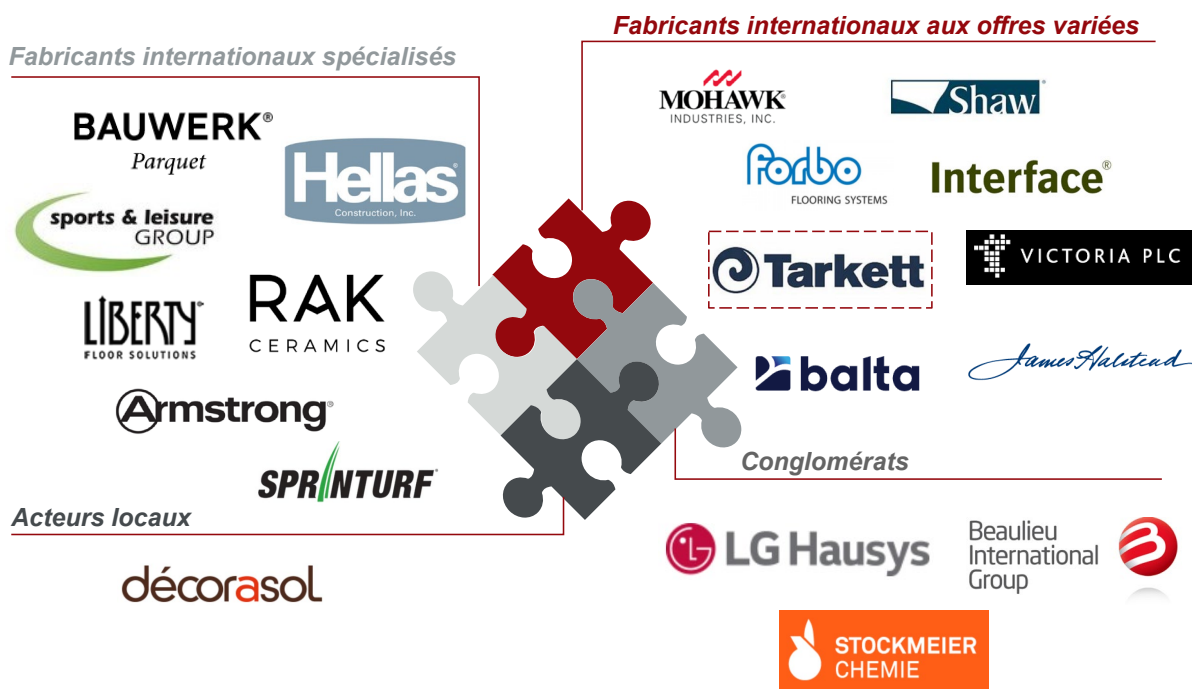 Fabricants internationaux spécialisés
BAUWERK®
Parquet
Hellas®
Construction, Inc.
sports & leisure
GROUP
LIBERTY
FLOOR SOLUTIONS
RAK
CERAMICS
Armstrong®
SPRINTURF
Acteurs locaux
décorasol
Fabricants internationaux aux offres variées
MOHAWK®
INDUSTRIES, INC.
Shaw
Forbo
FLOORING SYSTEMS
Interface®
Tarkett
VICTORIA PLC
balta
James Halstead
Conglomérats
LG Hausys
Beaulieu
International
Group
STOCKMEIER
CHEMIE